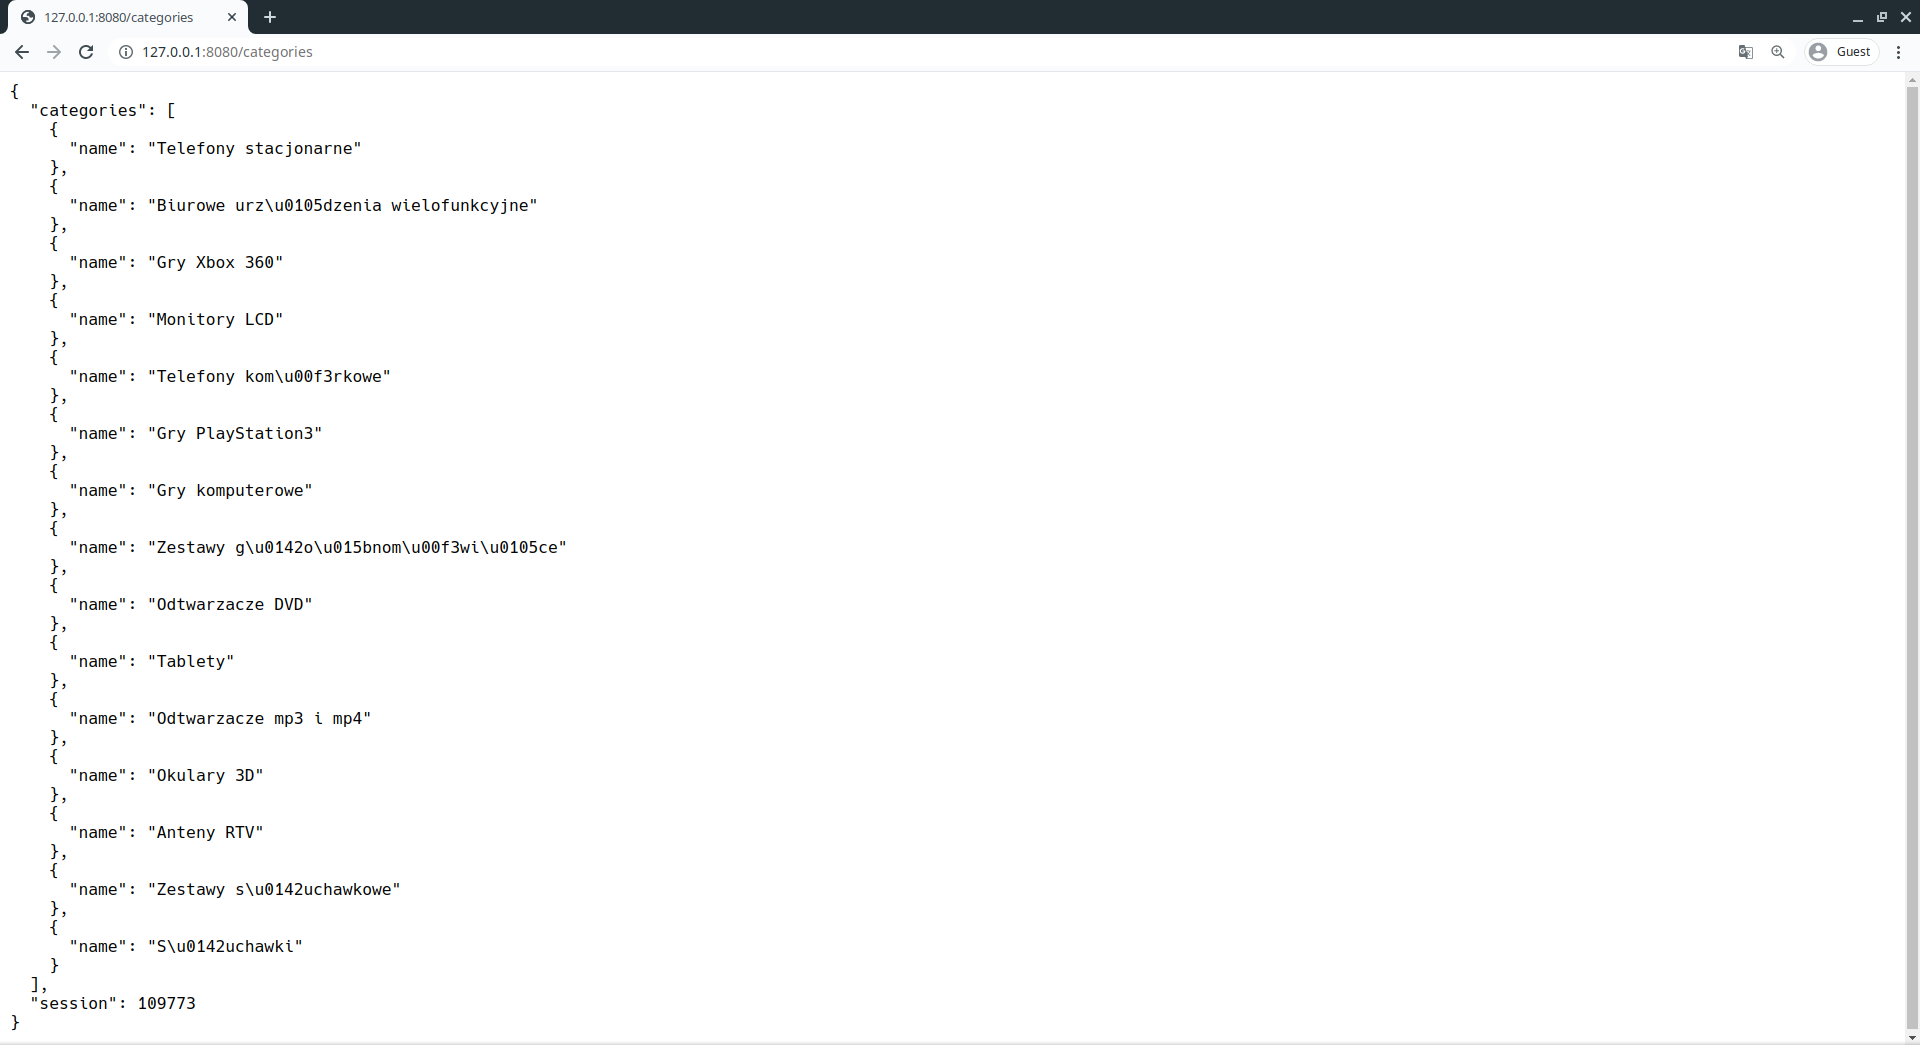 127.0.0.1:8080/categories
127.0.0.1:8080/categories Guest
{
  "categories": [
    {
      "name": "Telefony stacjonarne"
    },
    {
      "name": "Biurowe urz\u0105dzenia wielofunkcyjne"
    },
    {
      "name": "Gry Xbox 360"
    },
    {
      "name": "Monitory LCD"
    },
    {
      "name": "Telefony kom\u00f3rkowe"
    },
    {
      "name": "Gry PlayStation3"
    },
    {
      "name": "Gry komputerowe"
    },
    {
      "name": "Zestawy g\u0142o\u015bnom\u00f3wi\u0105ce"
    },
    {
      "name": "Odtwarzacze DVD"
    },
    {
      "name": "Tablety"
    },
    {
      "name": "Odtwarzacze mp3 i mp4"
    },
    {
      "name": "Okulary 3D"
    },
    {
      "name": "Anteny RTV"
    },
    {
      "name": "Zestawy s\u0142uchawkowe"
    },
    {
      "name": "S\u0142uchawki"
    }
  ],
  "session": 109773
}